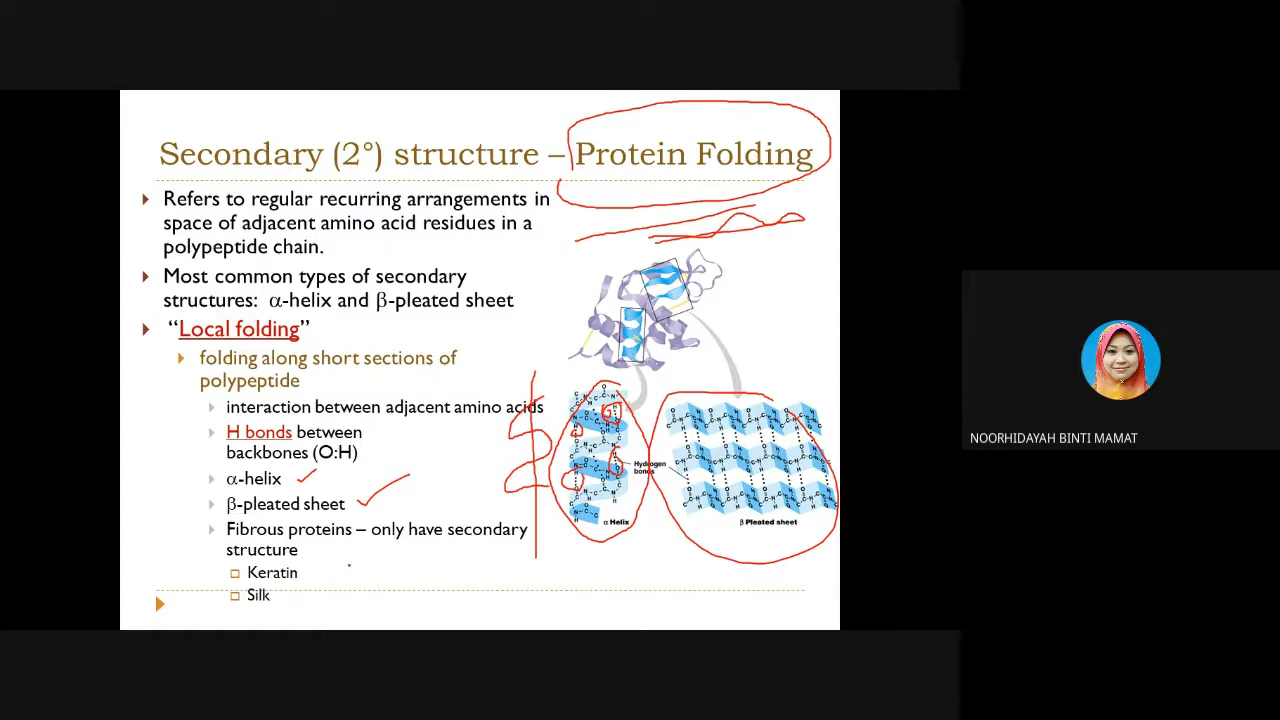 Secondary (2°) structure – Protein Folding
Refers to regular recurring arrangements in
space of adjacent amino acid residues in a
polypeptide chain.
Most common types of secondary
structures: α-helix and β-pleated sheet
“Local folding”
folding along short sections of
polypeptide
interaction between adjacent amino acids
H bonds between
backbones (O:H)
α-helix
β-pleated sheet
Fibrous proteins – only have secondary
structure
Keratin
Silk
Hydrogen
bonds
α Helix
β Pleated sheet
NOORHIDAYAH BINTI MAMAT